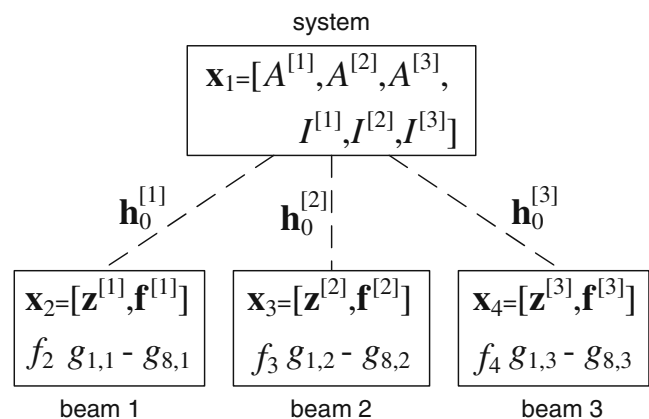 system
x₁=[A^[1],A^[2],A^[3],
I^[1],I^[2],I^[3]]
h₀^[1] h₀^[2] h₀^[3]
x₂=[z^[1],f^[1]] x₃=[z^[2],f^[2]] x₄=[z^[3],f^[3]]
f₂ g₁,₁ - g₈,₁ f₃ g₁,₂ - g₈,₂ f₄ g₁,₃ - g₈,₃
beam 1 beam 2 beam 3